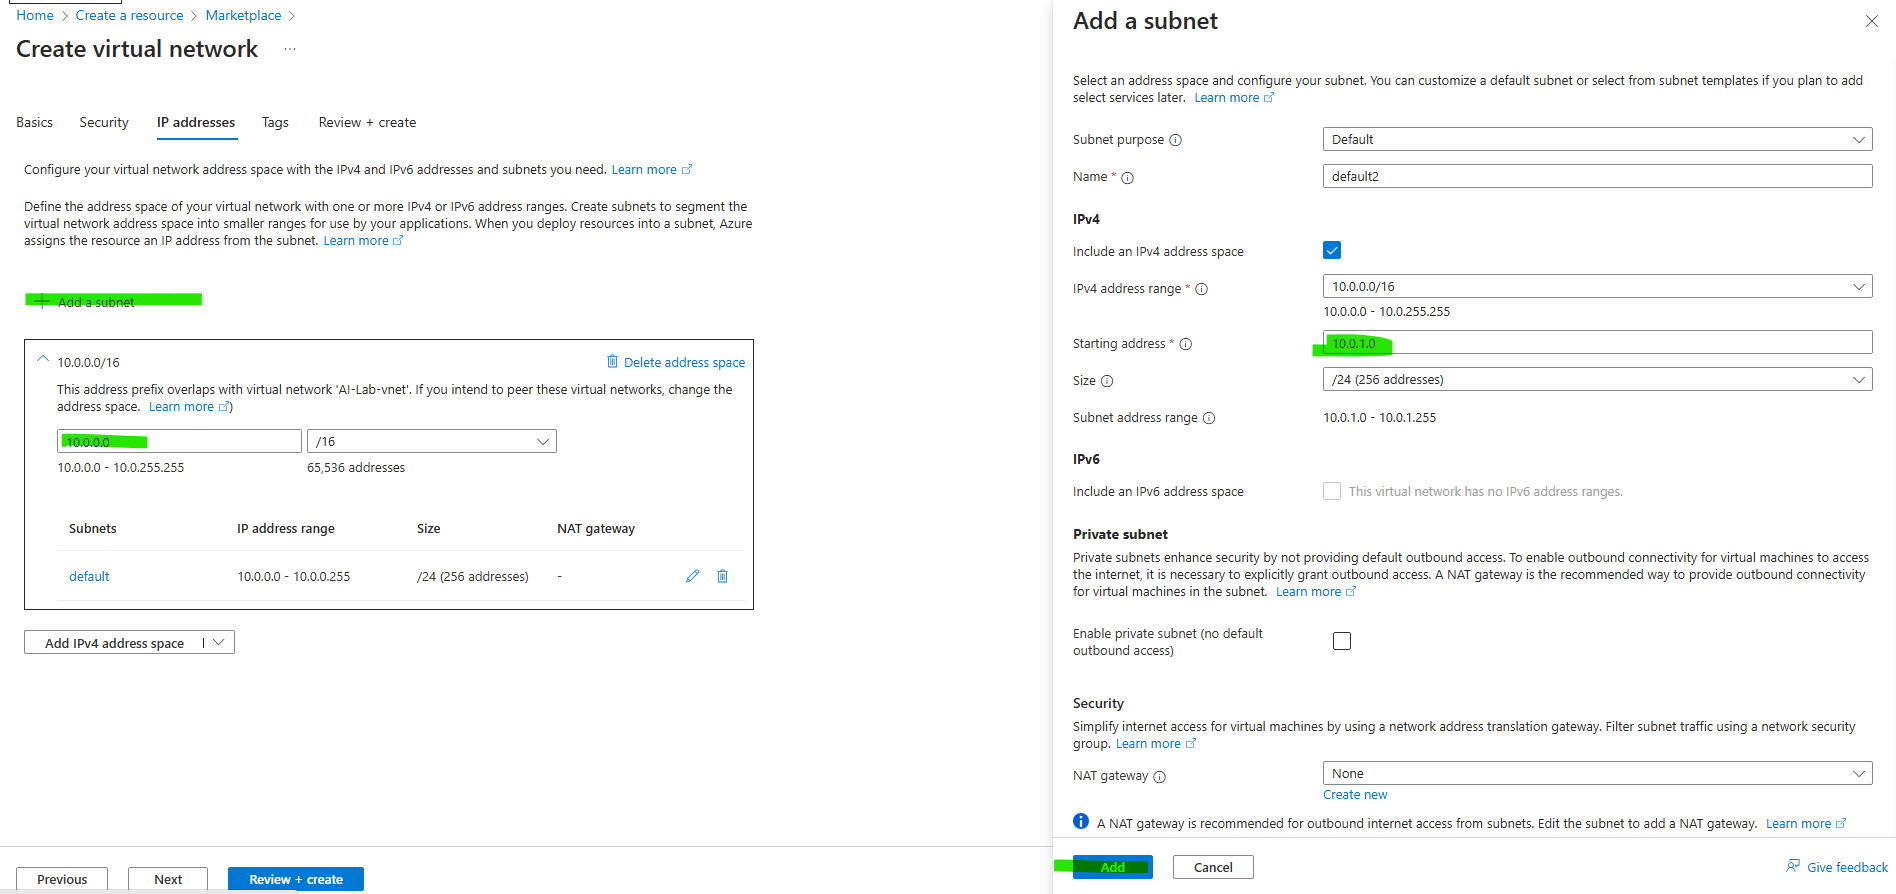 Home > Create a resource > Marketplace >
Create virtual network ...
Basics Security IP addresses Tags Review + create
Configure your virtual network address space with the IPv4 and IPv6 addresses and subnets you need. Learn more
Define the address space of your virtual network with one or more IPv4 or IPv6 address ranges. Create subnets to segment the
virtual network address space into smaller ranges for use by your applications. When you deploy resources into a subnet, Azure
assigns the resource an IP address from the subnet. Learn more
+ Add a subnet
10.0.0.0/16
Delete address space
This address prefix overlaps with virtual network 'AI-Lab-vnet'. If you intend to peer these virtual networks, change the
address space. Learn more )
10.0.0.0
/16
10.0.0.0 - 10.0.255.255
65,536 addresses
Subnets IP address range Size NAT gateway
default 10.0.0.0 - 10.0.0.255 /24 (256 addresses) -
Add IPv4 address space |
Previous
Next
Review + create
Add a subnet
Select an address space and configure your subnet. You can customize a default subnet or select from subnet templates if you plan to add
select services later. Learn more
Subnet purpose
Default
Name *
default2
IPv4
Include an IPv4 address space
IPv4 address range *
10.0.0.0/16
10.0.0.0 - 10.0.255.255
Starting address *
10.0.1.0
Size
/24 (256 addresses)
Subnet address range
10.0.1.0 - 10.0.1.255
IPv6
Include an IPv6 address space
This virtual network has no IPv6 address ranges.
Private subnet
Private subnets enhance security by not providing default outbound access. To enable outbound connectivity for virtual machines to access
the internet, it is necessary to explicitly grant outbound access. A NAT gateway is the recommended way to provide outbound connectivity
for virtual machines in the subnet. Learn more
Enable private subnet (no default
outbound access)
Security
Simplify internet access for virtual machines by using a network address translation gateway. Filter subnet traffic using a network security
group. Learn more
NAT gateway
None
Create new
A NAT gateway is recommended for outbound internet access from subnets. Edit the subnet to add a NAT gateway. Learn more
Add
Cancel
Give feedback